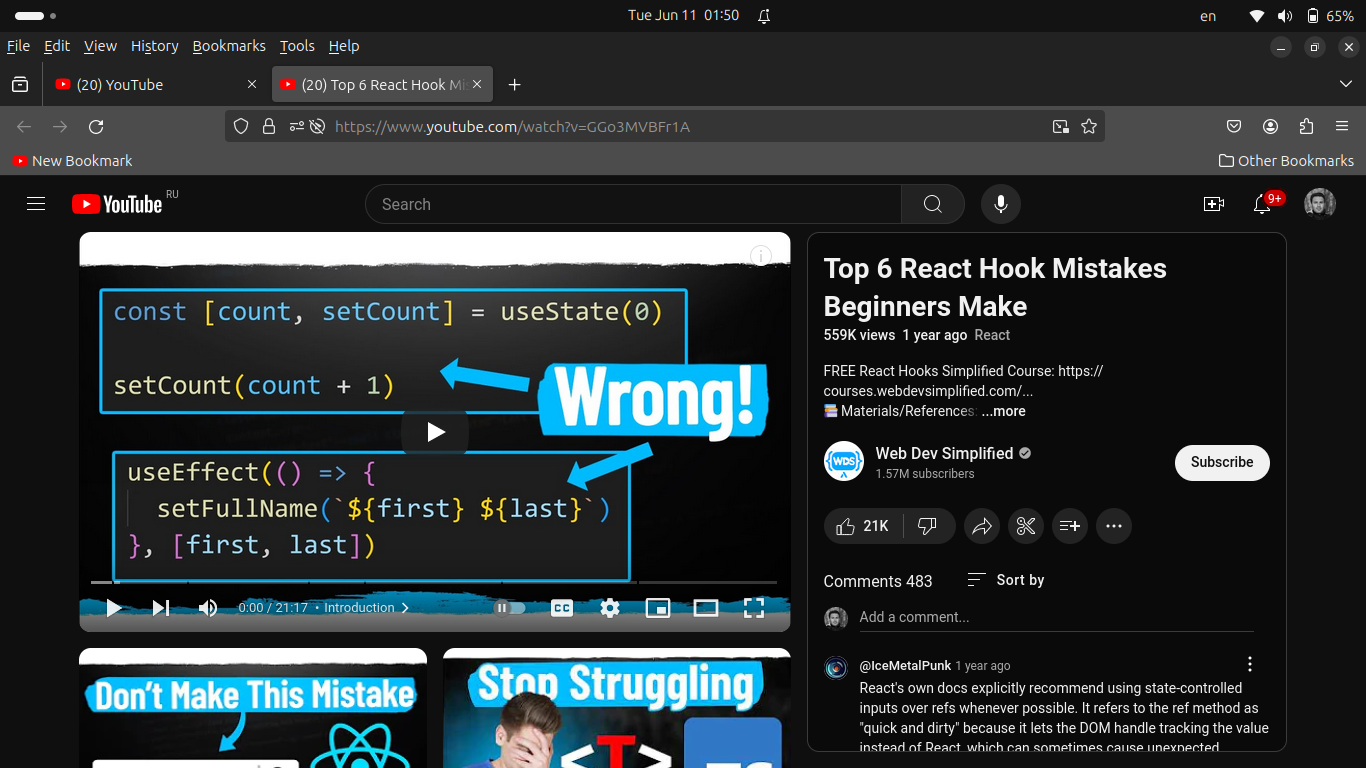 Tue Jun 11 01:50
en
65%
File Edit View History Bookmarks Tools Help
(20) YouTube
(20) Top 6 React Hook Mis
https://www.youtube.com/watch?v=GGo3MVBFr1A
New Bookmark
Other Bookmarks
YouTube RU
Search
9+
const [count, setCount] = useState(0)
setCount(count + 1)
Wrong!
useEffect(() => {
setFullName(`${first} ${last}`)
}, [first, last])
0:00 / 21:17 • Introduction
CC
Don't Make This Mistake
Stop Struggling
<T
Top 6 React Hook Mistakes
Beginners Make
559K views 1 year ago React
FREE React Hooks Simplified Course: https://
courses.webdevsimplified.com/...
Materials/References: ...more
WDS
Web Dev Simplified
1.57M subscribers
Subscribe
21K
Comments 483
Sort by
Add a comment...
@IceMetalPunk 1 year ago
React's own docs explicitly recommend using state-controlled
inputs over refs whenever possible. It refers to the ref method as
"quick and dirty" because it lets the DOM handle tracking the value
instead of React, which can sometimes cause unexpected